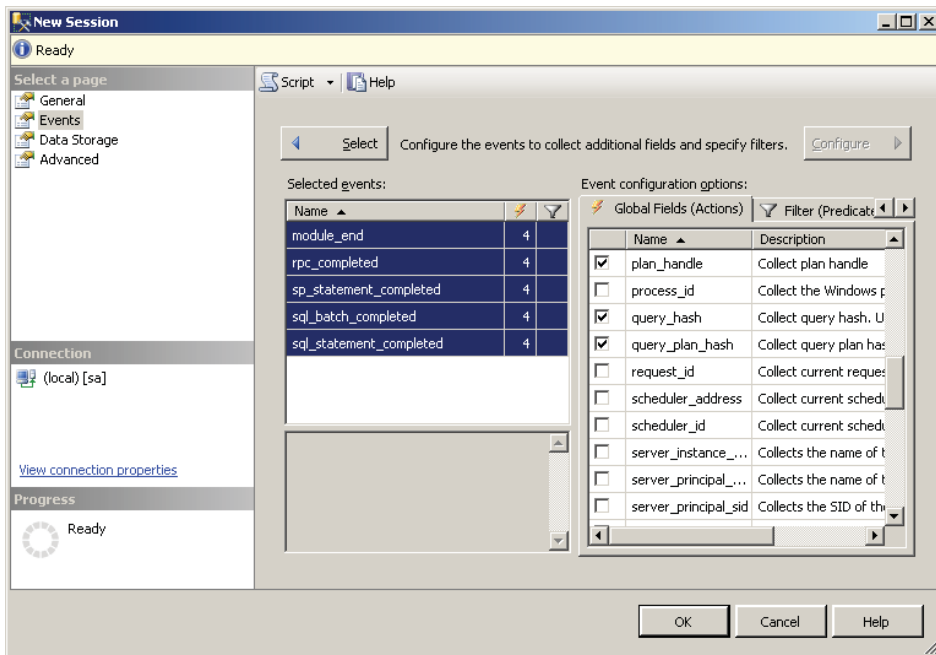 New Session
Ready
Select a page
General
Events
Data Storage
Advanced
Connection
(local) [sa]
View connection properties
Progress
Ready
Script Help
Select Configure the events to collect additional fields and specify filters. Configure
Selected events:
Name
module_end 4
rpc_completed 4
sp_statement_completed 4
sql_batch_completed 4
sql_statement_completed 4
Event configuration options:
Global Fields (Actions) Filter (Predicate
Name Description
plan_handle Collect plan handle
process_id Collect the Windows p
query_hash Collect query hash. U
query_plan_hash Collect query plan has
request_id Collect current reques
scheduler_address Collect current schedu
scheduler_id Collect current schedu
server_instance_... Collects the name of t
server_principal_... Collects the name of t
server_principal_sid Collects the SID of the
OK Cancel Help